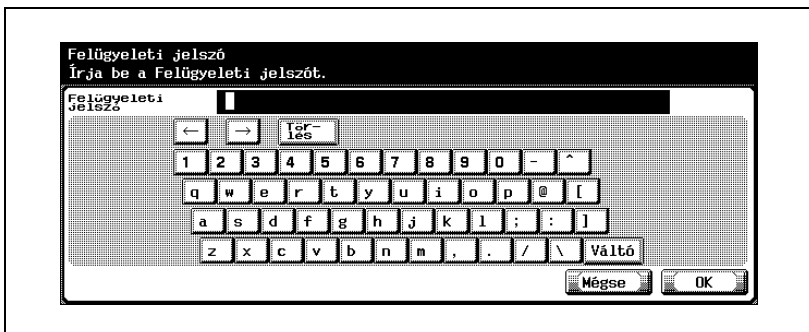 Felügyeleti jelszó
Írja be a Felügyeleti jelszót.
Felügyeleti
jelszó
← → Tör-
lés
1 2 3 4 5 6 7 8 9 0 - ^
q w e r t y u i o p @ [
a s d f g h j k l ; : ]
z x c v b n m , . / \ Váltó
Mégse OK